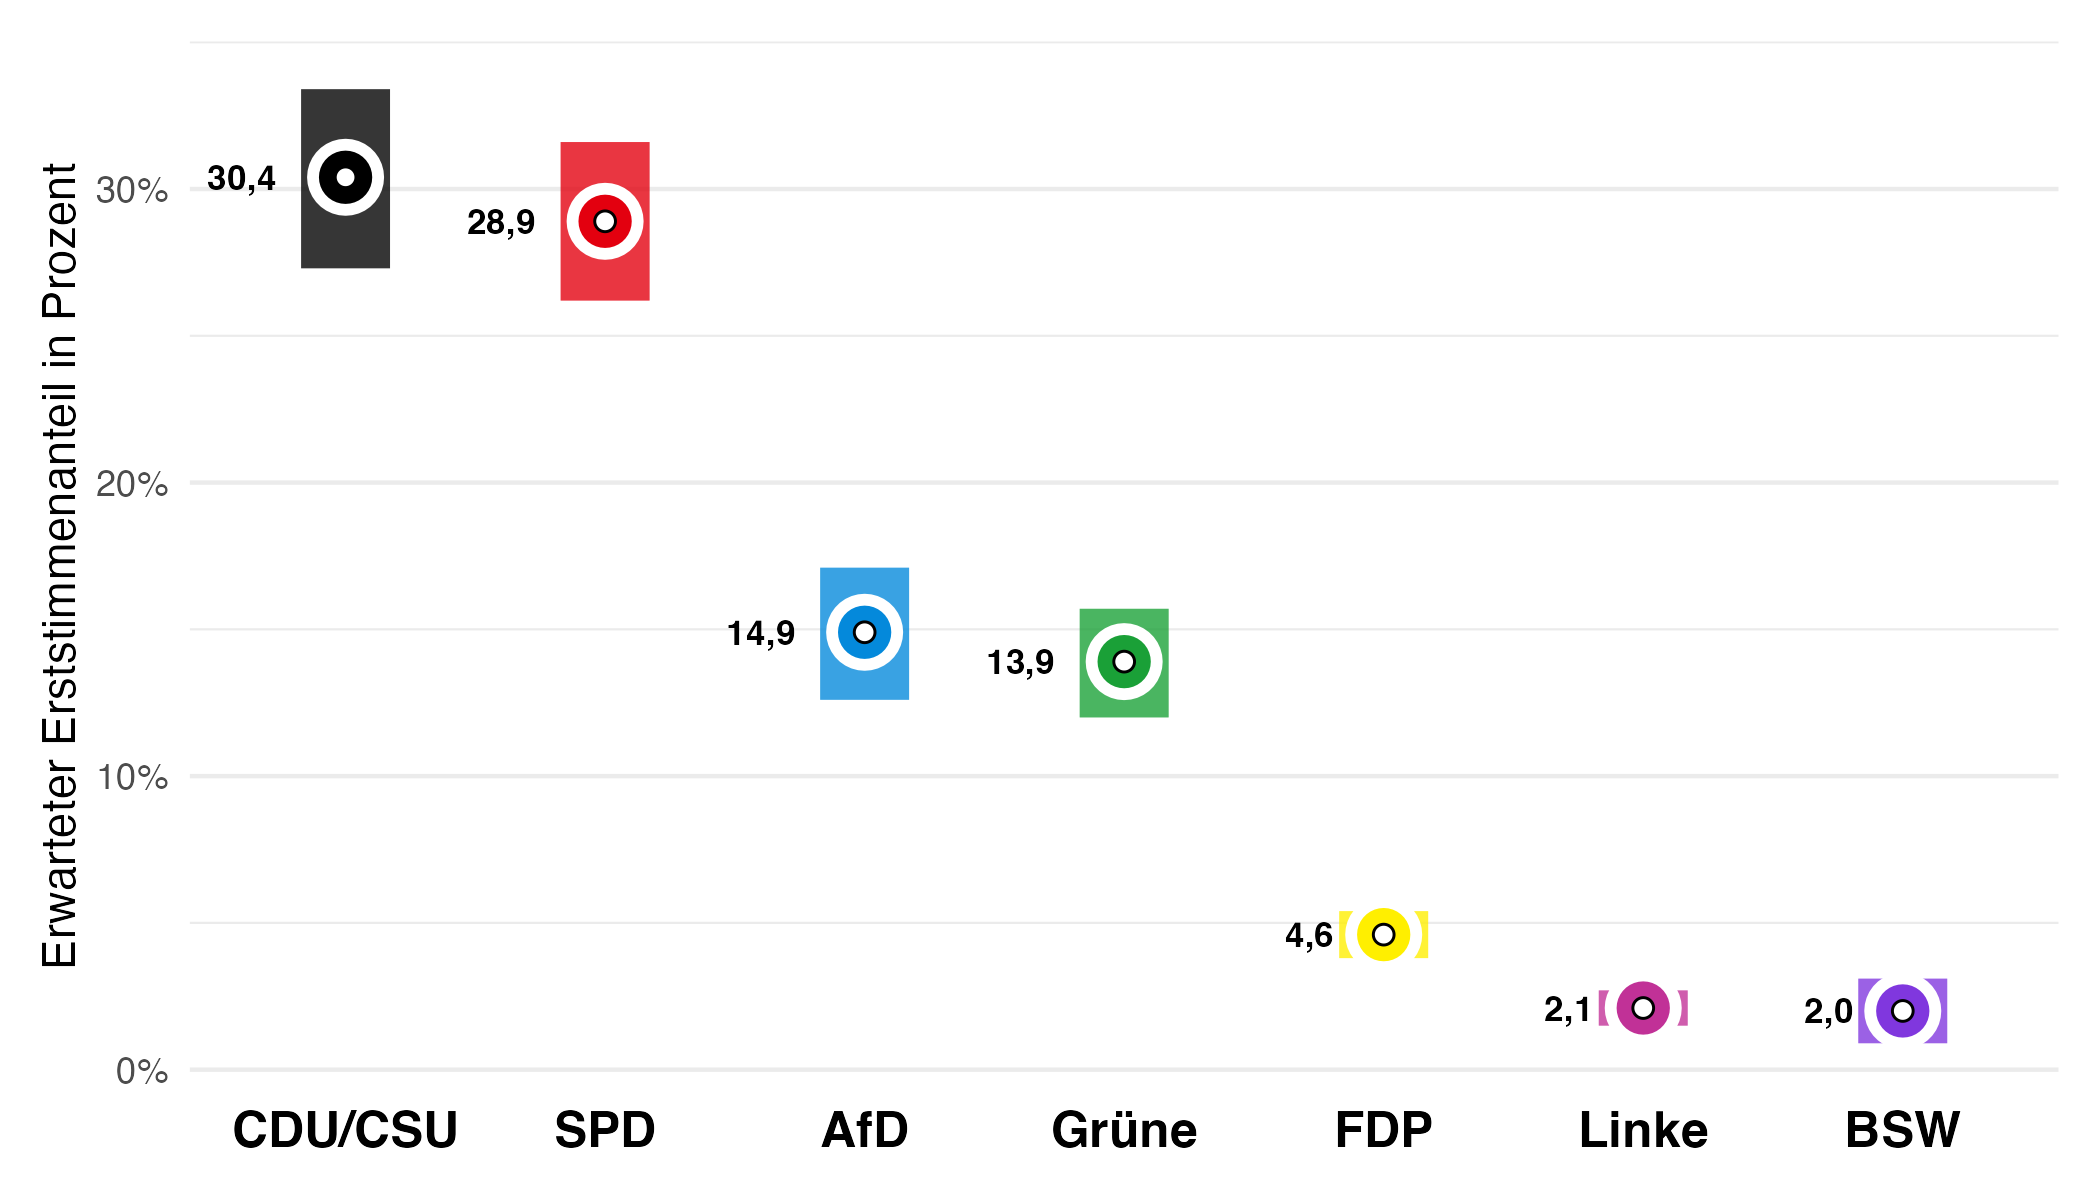 Erwarteter Erststimmenanteil in Prozent
30%
20%
10%
0%
30,4
28,9
14,9
13,9
4,6
2,1
2,0
CDU/CSU
SPD
AfD
Grüne
FDP
Linke
BSW